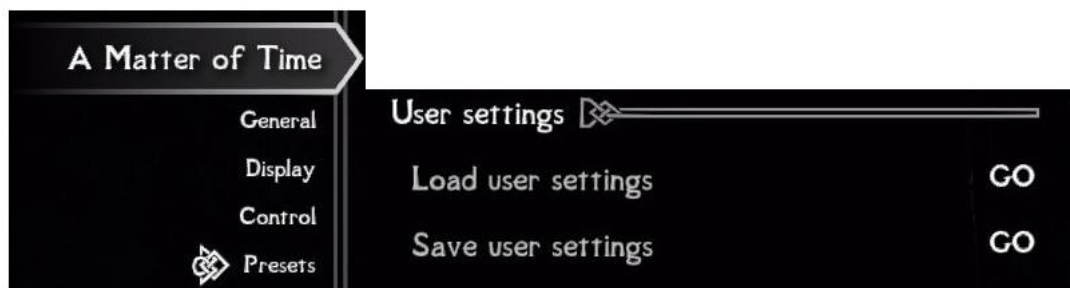 A Matter of Time
General
Display
Control
Presets
User settings
Load user settings GO
Save user settings GO